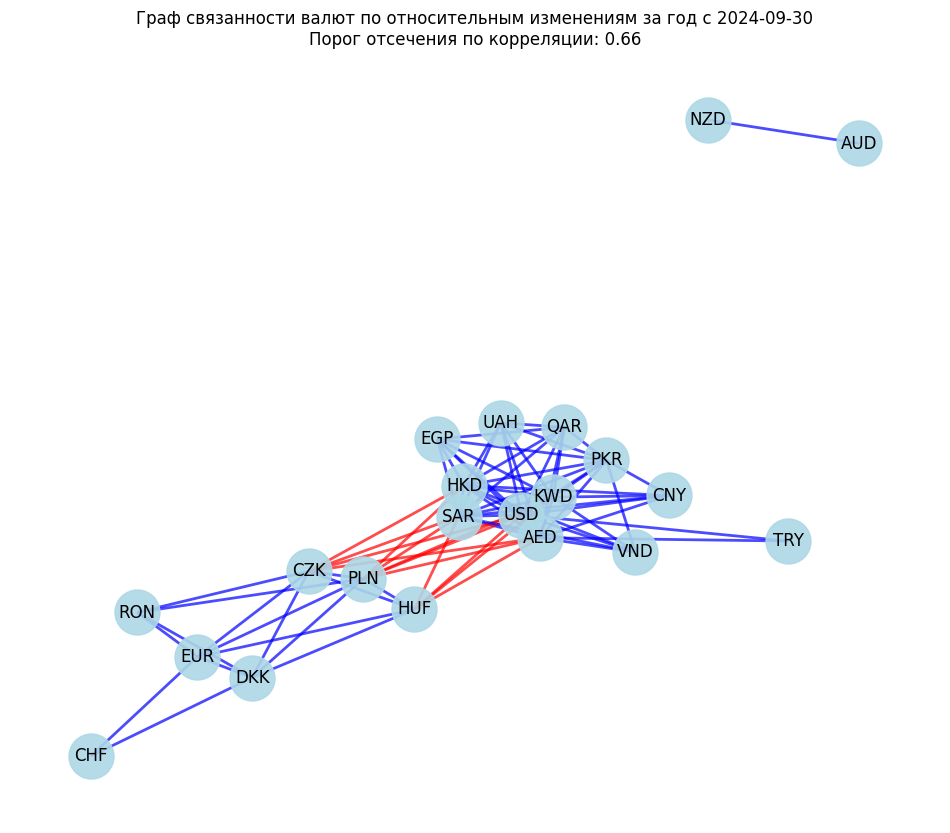 Граф связанности валют по относительным изменениям за год с 2024-09-30
Порог отсечения по корреляции: 0.66
NZD
AUD
UAH
QAR
EGP
PKR
HKD
KWD
CNY
SAR
USD
AED
TRY
VND
CZK
PLN
HUF
RON
EUR
DKK
CHF